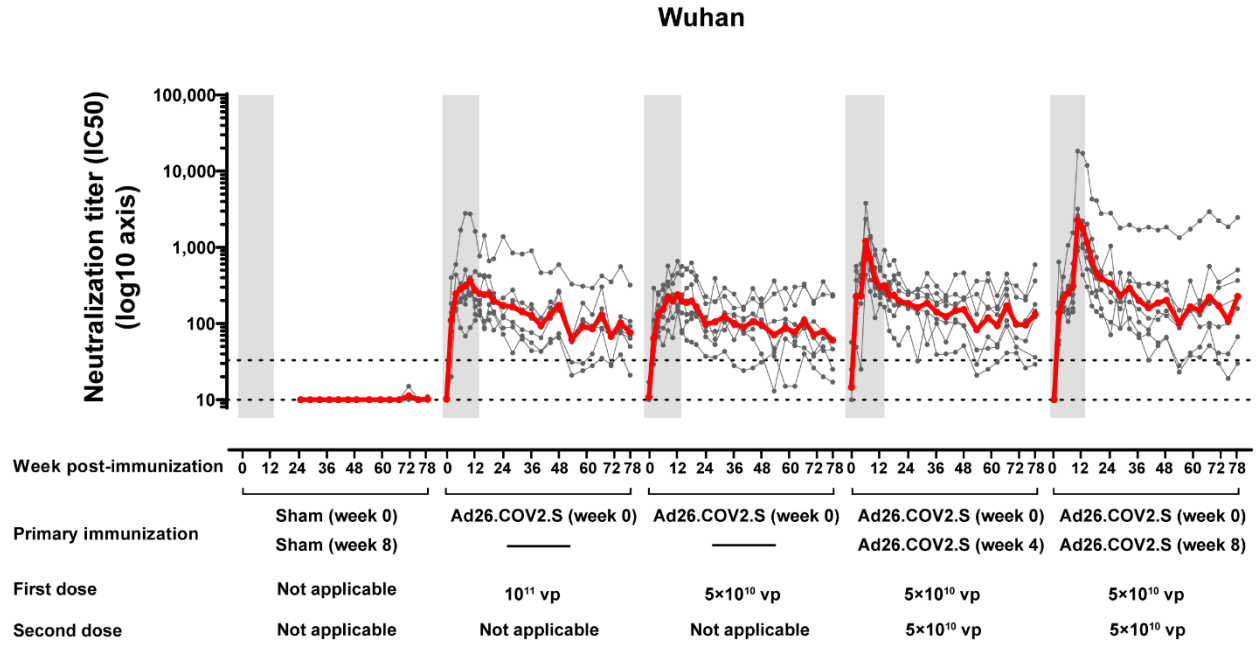 Wuhan
Neutralization titer (IC50)
(log10 axis)
100,000
10,000
1,000
100
10
Week post-immunization 0 12 24 36 48 60 72 78 0 12 24 36 48 60 72 78 0 12 24 36 48 60 72 78 0 12 24 36 48 60 72 78 0 12 24 36 48 60 72 78
Primary immunization
Sham (week 0) Ad26.COV2.S (week 0) Ad26.COV2.S (week 0) Ad26.COV2.S (week 0) Ad26.COV2.S (week 0)
Sham (week 8) Ad26.COV2.S (week 4) Ad26.COV2.S (week 8)
First dose Not applicable 10¹¹ vp 5×10¹⁰ vp 5×10¹⁰ vp 5×10¹⁰ vp
Second dose Not applicable Not applicable Not applicable 5×10¹⁰ vp 5×10¹⁰ vp